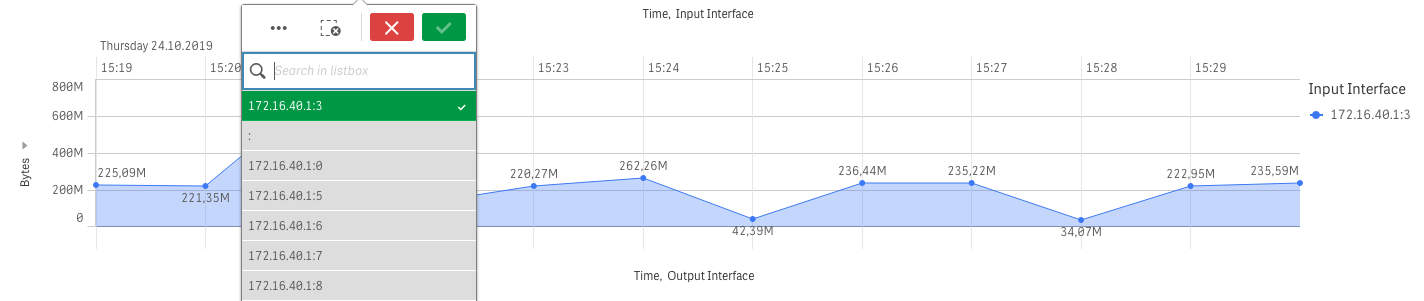 Time, Input Interface
Thursday 24.10.2019
15:19
15:20
15:23
15:24
15:25
15:26
15:27
15:28
15:29
Search in listbox
172.16.40.1:3
:
172.16.40.1:0
172.16.40.1:5
172.16.40.1:6
172.16.40.1:7
172.16.40.1:8
Bytes
800M
600M
400M
200M
0
225,09M
221,35M
220,27M
262,26M
42,39M
236,44M
235,22M
34,07M
222,95M
235,59M
Input Interface
172.16.40.1:3
Time, Output Interface